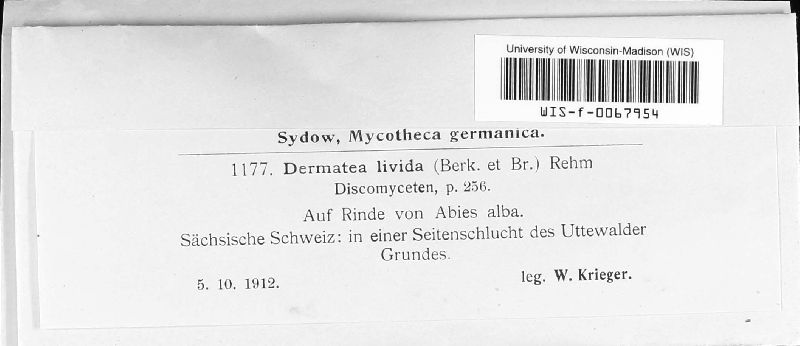 University of Wisconsin-Madison (WIS)
WIS-f-0067954
Sydow, Mycotheca germanica.
1177. Dermatea livida (Berk. et Br.) Rehm
Discomyceten, p. 256.
Auf Rinde von Abies alba.
Sächsische Schweiz: in einer Seitenschlucht des Uttewalder
Grundes.
5. 10. 1912. leg. W. Krieger.